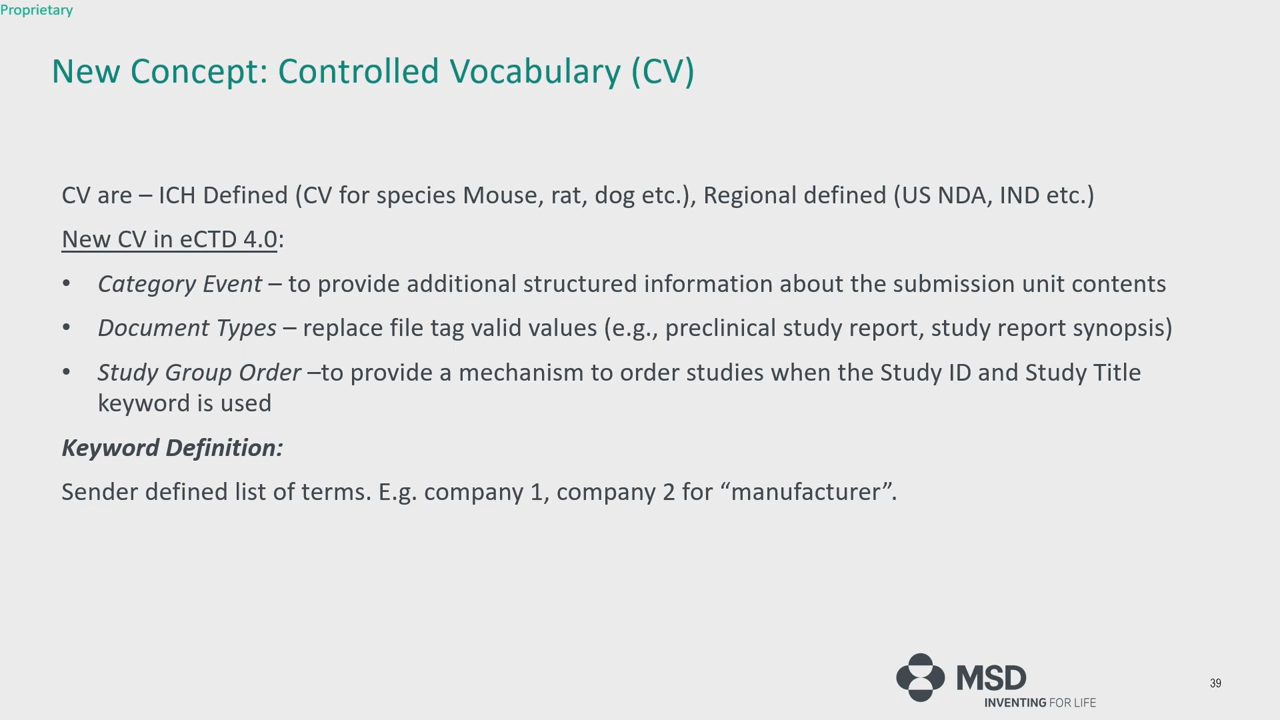 Proprietary
New Concept: Controlled Vocabulary (CV)
CV are – ICH Defined (CV for species Mouse, rat, dog etc.), Regional defined (US NDA, IND etc.)
New CV in eCTD 4.0:
• Category Event – to provide additional structured information about the submission unit contents
• Document Types – replace file tag valid values (e.g., preclinical study report, study report synopsis)
• Study Group Order –to provide a mechanism to order studies when the Study ID and Study Title
keyword is used
Keyword Definition:
Sender defined list of terms. E.g. company 1, company 2 for “manufacturer”.
MSD
INVENTING FOR LIFE
39